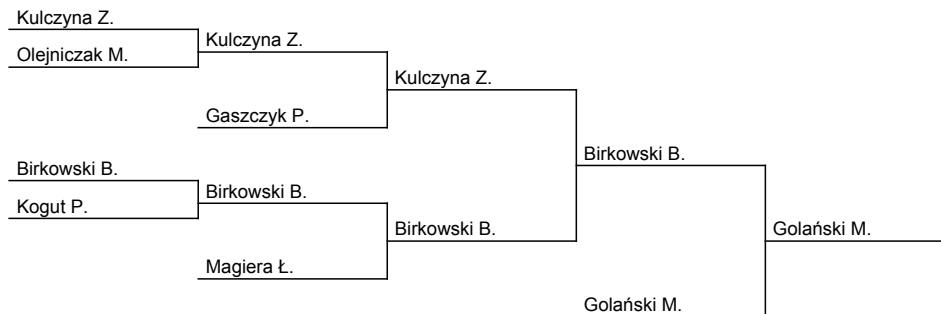 Kulczyna Z.
Olejniczak M.
Kulczyna Z.
Kulczyna Z.
Gaszczyk P.
Birkowski B.
Birkowski B.
Kogut P.
Birkowski B.
Birkowski B.
Golański M.
Magiera Ł.
Golański M.